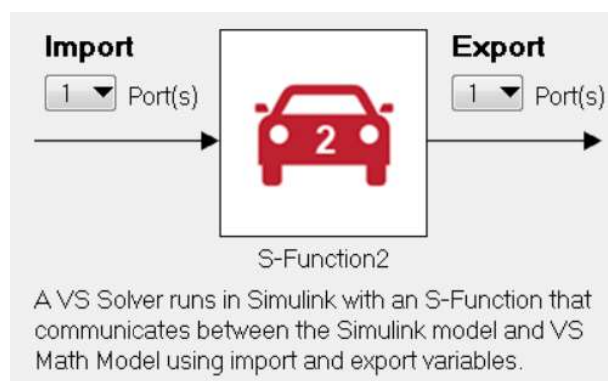 Import Export
1 Port(s) 1 Port(s)
2
S-Function2
A VS Solver runs in Simulink with an S-Function that
communicates between the Simulink model and VS
Math Model using import and export variables.